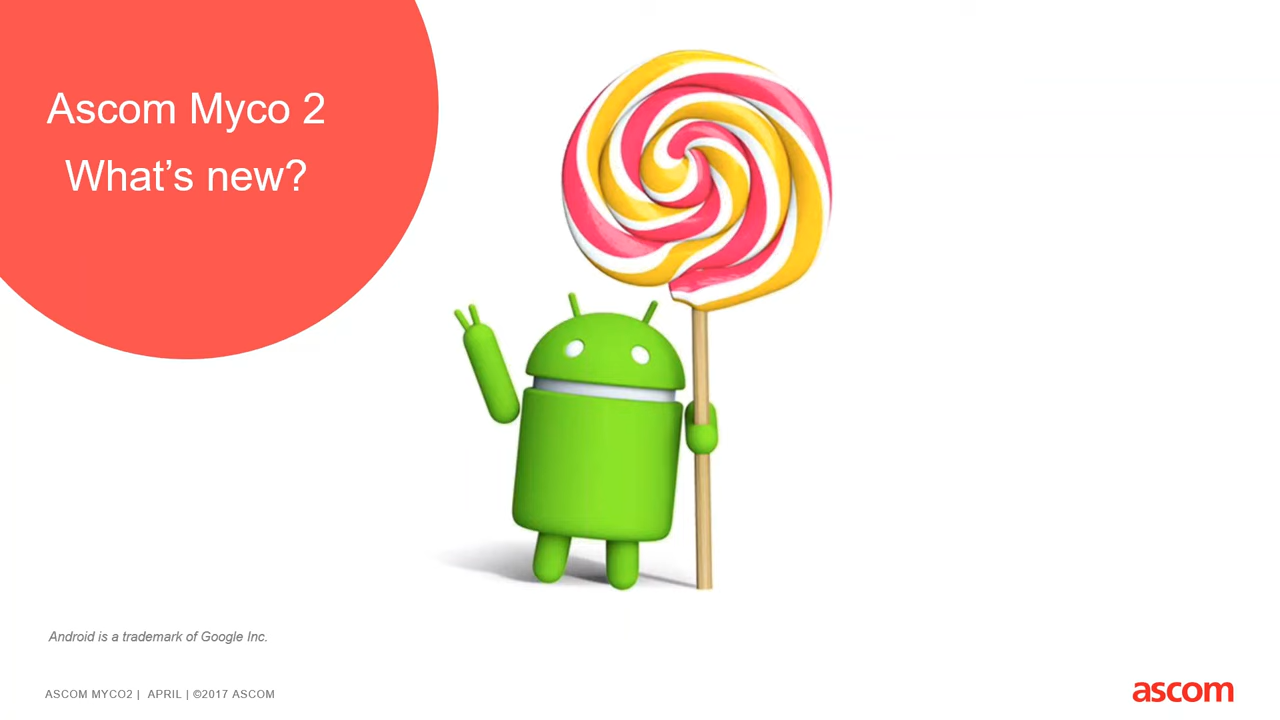 Ascom Myco 2
What’s new?
Android is a trademark of Google Inc.
ASCOM MYCO2 | APRIL | ©2017 ASCOM
ascom